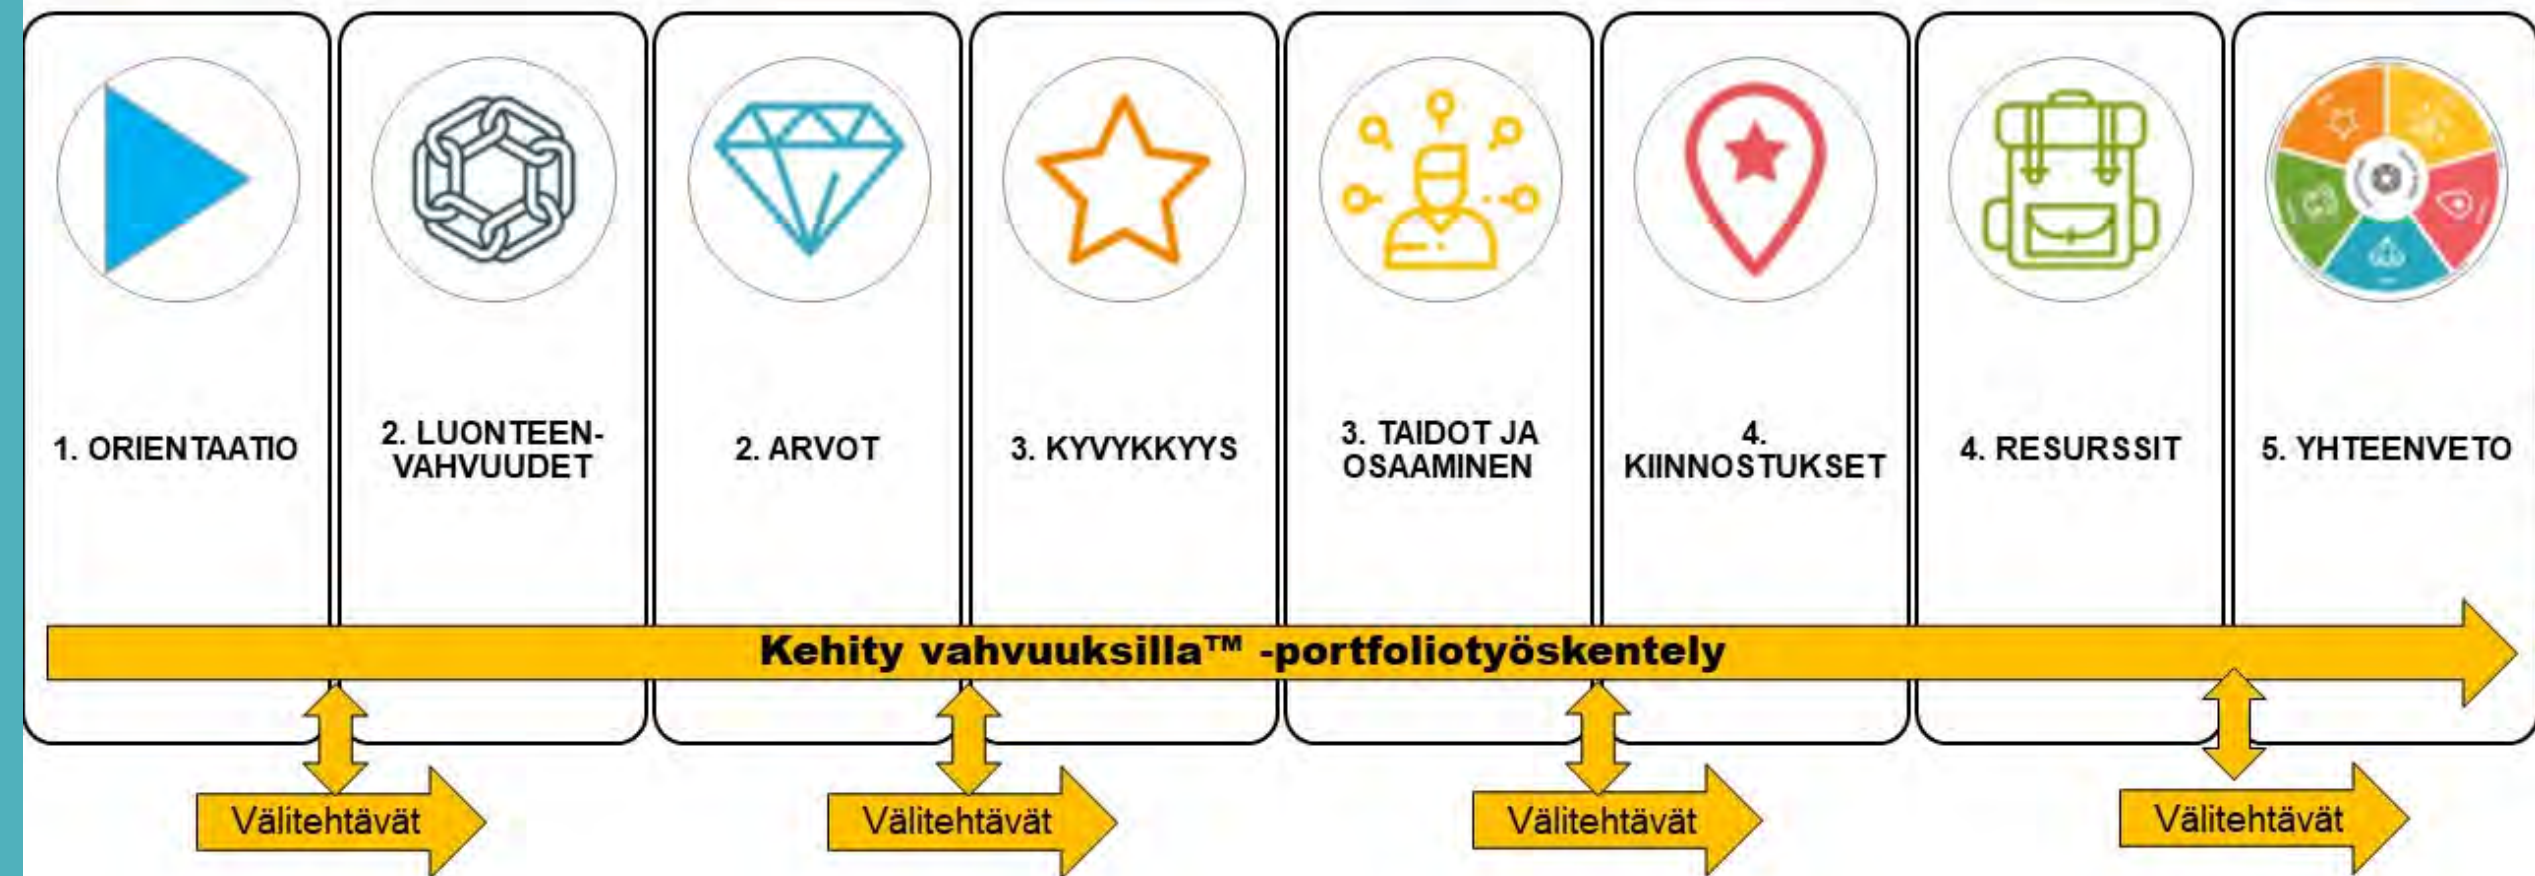 1. ORIENTAATIO
2. LUONTEEN-
VAHVUUDET
2. ARVOT
3. KYVYKKYYS
3. TAIDOT JA
OSAAMINEN
4.
KIINNOSTUKSET
4. RESURSSIT
5. YHTEENVETO
Kehity vahvuuksilla™ -portfoliotyöskentely
Välitehtävät
Välitehtävät
Välitehtävät
Välitehtävät